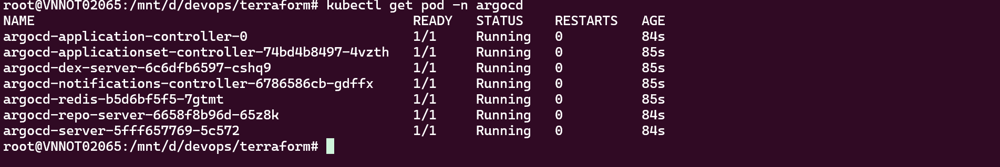 root@VNNOT02065:/mnt/d/devops/terraform# kubectl get pod -n argocd
NAME READY STATUS RESTARTS AGE
argocd-application-controller-0 1/1 Running 0 84s
argocd-applicationset-controller-74bd4b8497-4vzth 1/1 Running 0 85s
argocd-dex-server-6c6dfb6597-cshq9 1/1 Running 0 85s
argocd-notifications-controller-6786586cb-gdffx 1/1 Running 0 85s
argocd-redis-b5d6bf5f5-7gtmt 1/1 Running 0 85s
argocd-repo-server-6658f8b96d-65z8k 1/1 Running 0 84s
argocd-server-5fff657769-5c572 1/1 Running 0 84s
root@VNNOT02065:/mnt/d/devops/terraform#